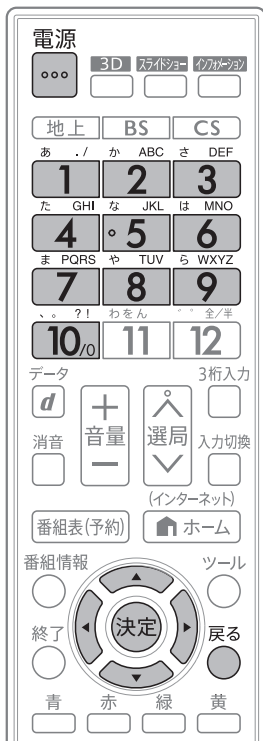 電源
3D スライドショー インフォメーション
地上 BS CS
あ ./ か ABC さ DEF
1 2 3
た GHI な JKL は MNO
4 5 6
ま PQRS や TUV ら WXYZ
7 8 9
、。 ?! わをん ゛゜ 全/半
10/0 11 12
データ 3桁入力
d + 音量 − 選局
消音 入力切換
(インターネット)
番組表(予約) ホーム
番組情報 ツール
終了 決定 戻る
青 赤 緑 黄